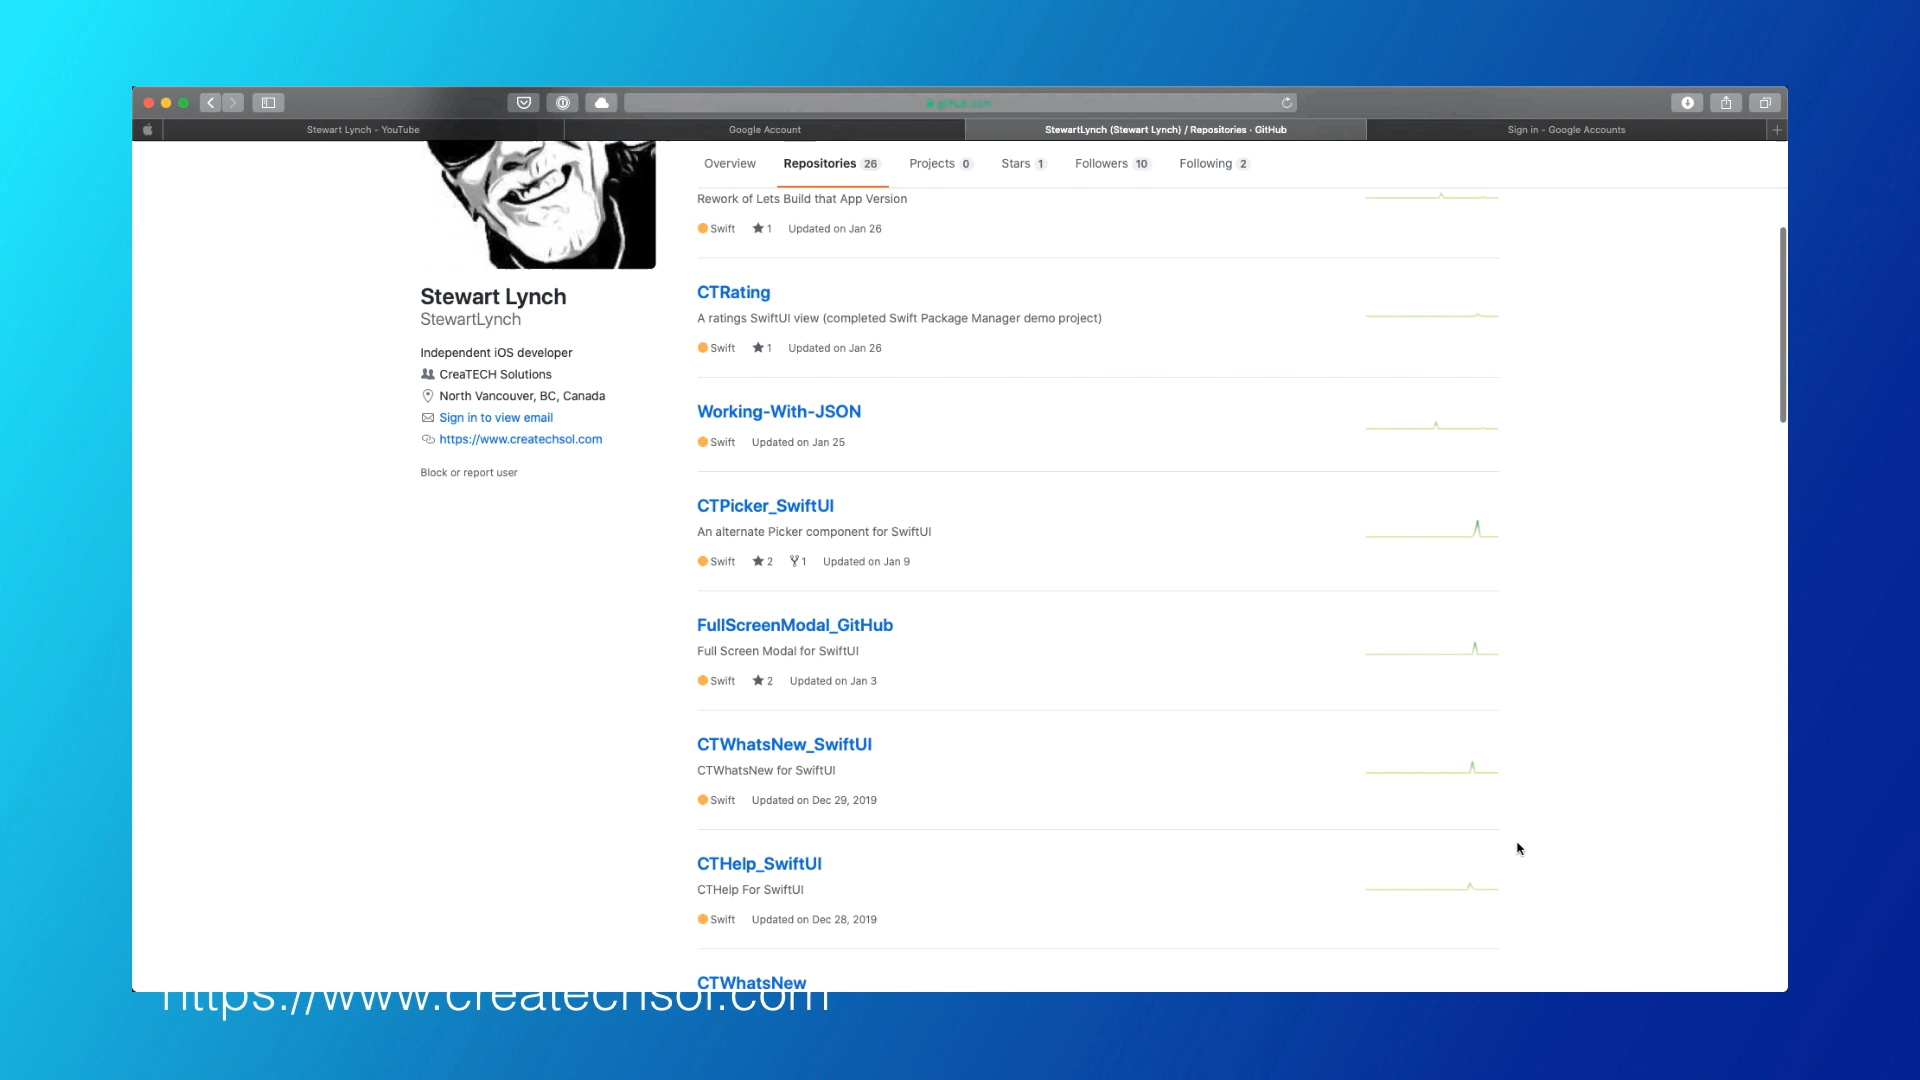 github.com
Stewart Lynch - YouTube
Google Account
StewartLynch (Stewart Lynch) / Repositories · GitHub
Sign in - Google Accounts
Overview
Repositories 26
Projects 0
Stars 1
Followers 10
Following 2
Stewart Lynch
StewartLynch
Independent iOS developer
CreaTECH Solutions
North Vancouver, BC, Canada
Sign in to view email
https://www.createchsol.com
Block or report user
Rework of Lets Build that App Version
Swift 1 Updated on Jan 26
CTRating
A ratings SwiftUI view (completed Swift Package Manager demo project)
Swift 1 Updated on Jan 26
Working-With-JSON
Swift Updated on Jan 25
CTPicker_SwiftUI
An alternate Picker component for SwiftUI
Swift 2 1 Updated on Jan 9
FullScreenModal_GitHub
Full Screen Modal for SwiftUI
Swift 2 Updated on Jan 3
CTWhatsNew_SwiftUI
CTWhatsNew for SwiftUI
Swift Updated on Dec 29, 2019
CTHelp_SwiftUI
CTHelp For SwiftUI
Swift Updated on Dec 28, 2019
CTWhatsNew
https://www.createchsol.com